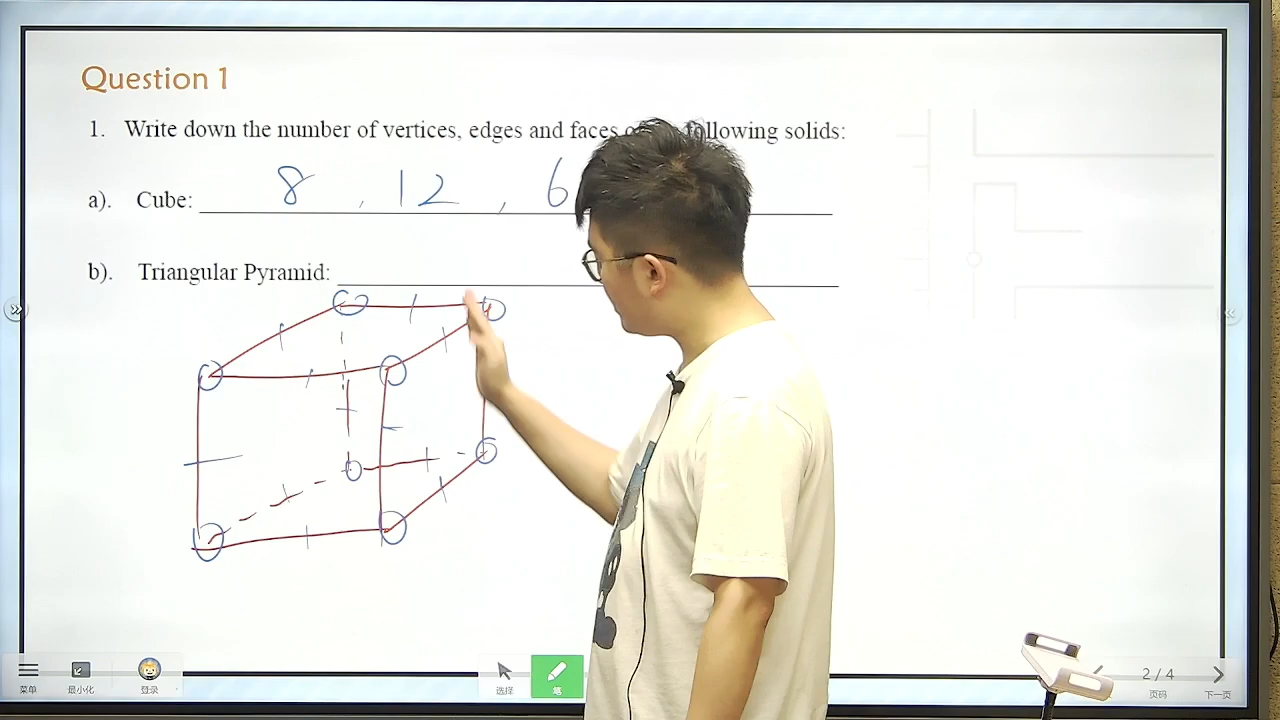 Question 1
1. Write down the number of vertices, edges and faces following solids:
a). Cube: 8 , 12 , 6
b). Triangular Pyramid:
菜单 最小化 登录 选择 笔 2 / 4 页码 下一页